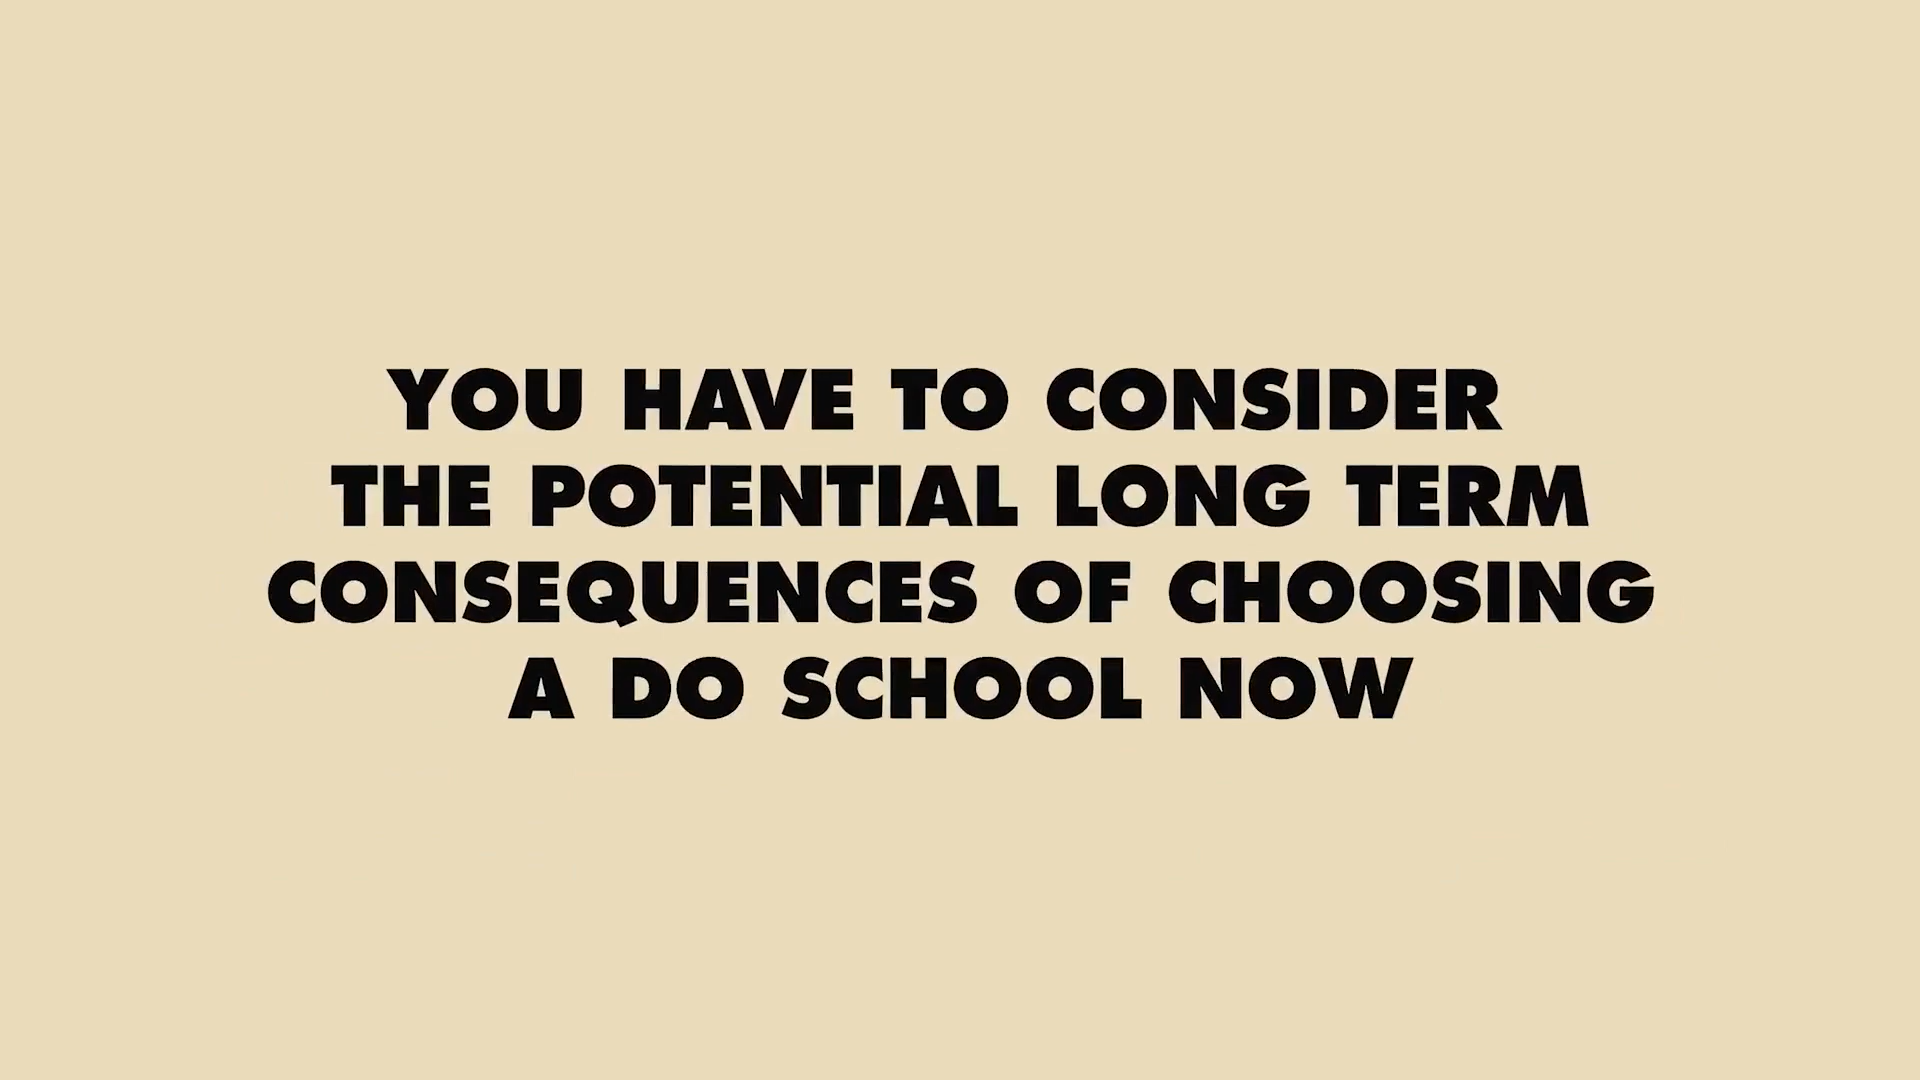 YOU HAVE TO CONSIDER
THE POTENTIAL LONG TERM
CONSEQUENCES OF CHOOSING
A DO SCHOOL NOW